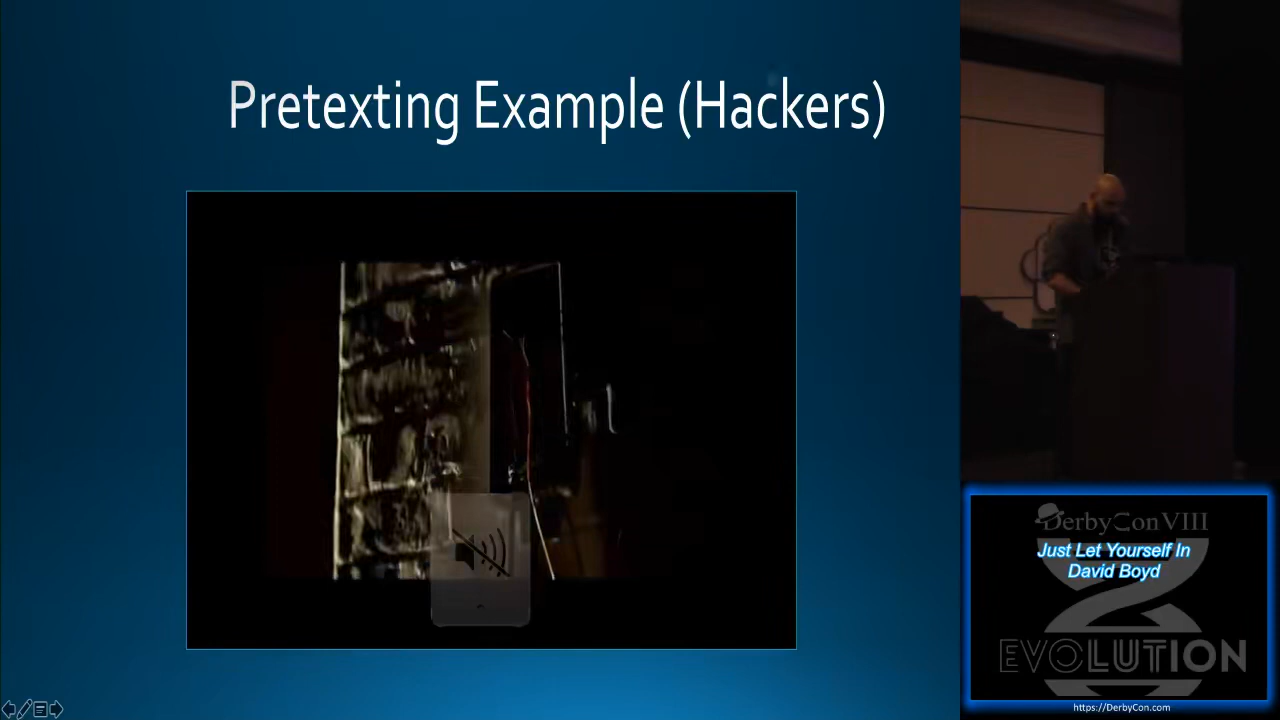 Pretexting Example (Hackers)
DerbyCon VIII
Just Let Yourself In
David Boyd
EVOLUTION
https://DerbyCon.com